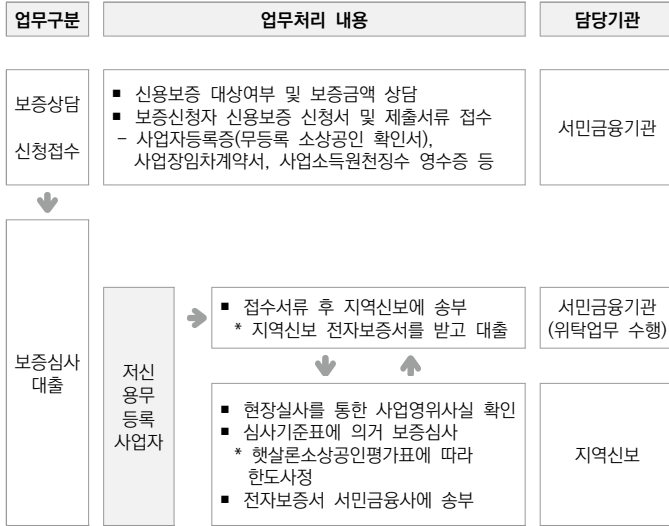 업무구분
업무처리 내용
담당기관
보증상담
신청접수
▪ 신용보증 대상여부 및 보증금액 상담
▪ 보증신청자 신용보증 신청서 및 제출서류 접수
- 사업자등록증(무등록 소상공인 확인서),
사업장임차계약서, 사업소득원천징수 영수증 등
서민금융기관
보증심사
대출
저신
용무
등록
사업자
▪ 접수서류 후 지역신보에 송부
* 지역신보 전자보증서를 받고 대출
서민금융기관
(위탁업무 수행)
▪ 현장실사를 통한 사업영위사실 확인
▪ 심사기준표에 의거 보증심사
* 햇살론소상공인평가표에 따라
한도사정
▪ 전자보증서 서민금융사에 송부
지역신보